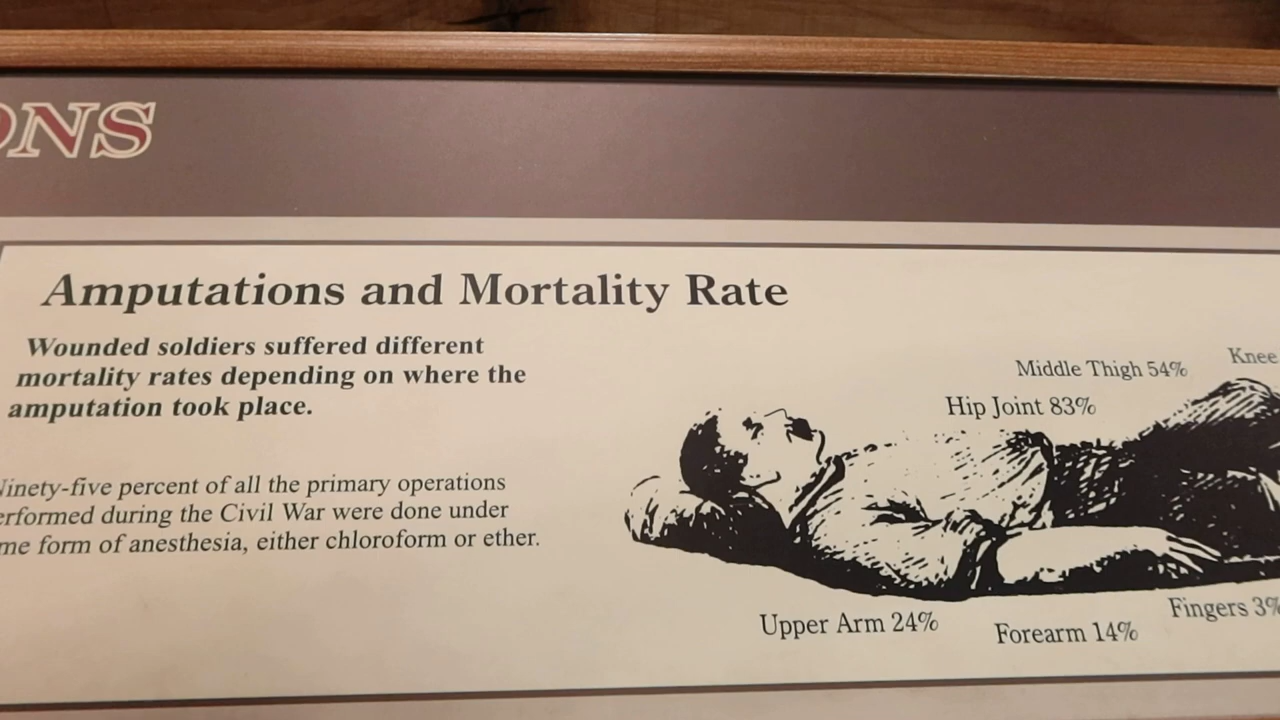 ONS
Amputations and Mortality Rate
Wounded soldiers suffered different
mortality rates depending on where the
amputation took place.
Ninety-five percent of all the primary operations
erformed during the Civil War were done under
me form of anesthesia, either chloroform or ether.
Middle Thigh 54%
Knee
Hip Joint 83%
Upper Arm 24%
Forearm 14%
Fingers 3%